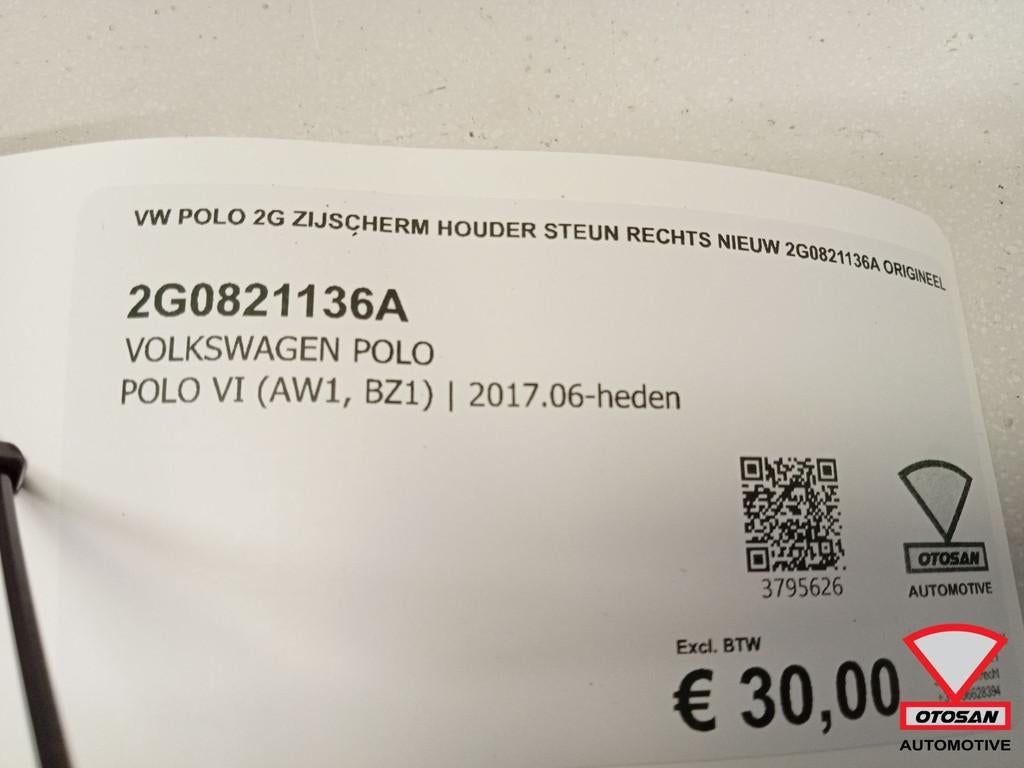 VW POLO 2G ZIJSCHERM HOUDER STEUN RECHTS NIEUW 2G0821136A ORIGINEEL
2G0821136A
VOLKSWAGEN POLO
POLO VI (AW1, BZ1) | 2017.06-heden
3795626
OTOSAN
AUTOMOTIVE
Excl. BTW
€ 30,00
OTOSAN
AUTOMOTIVE